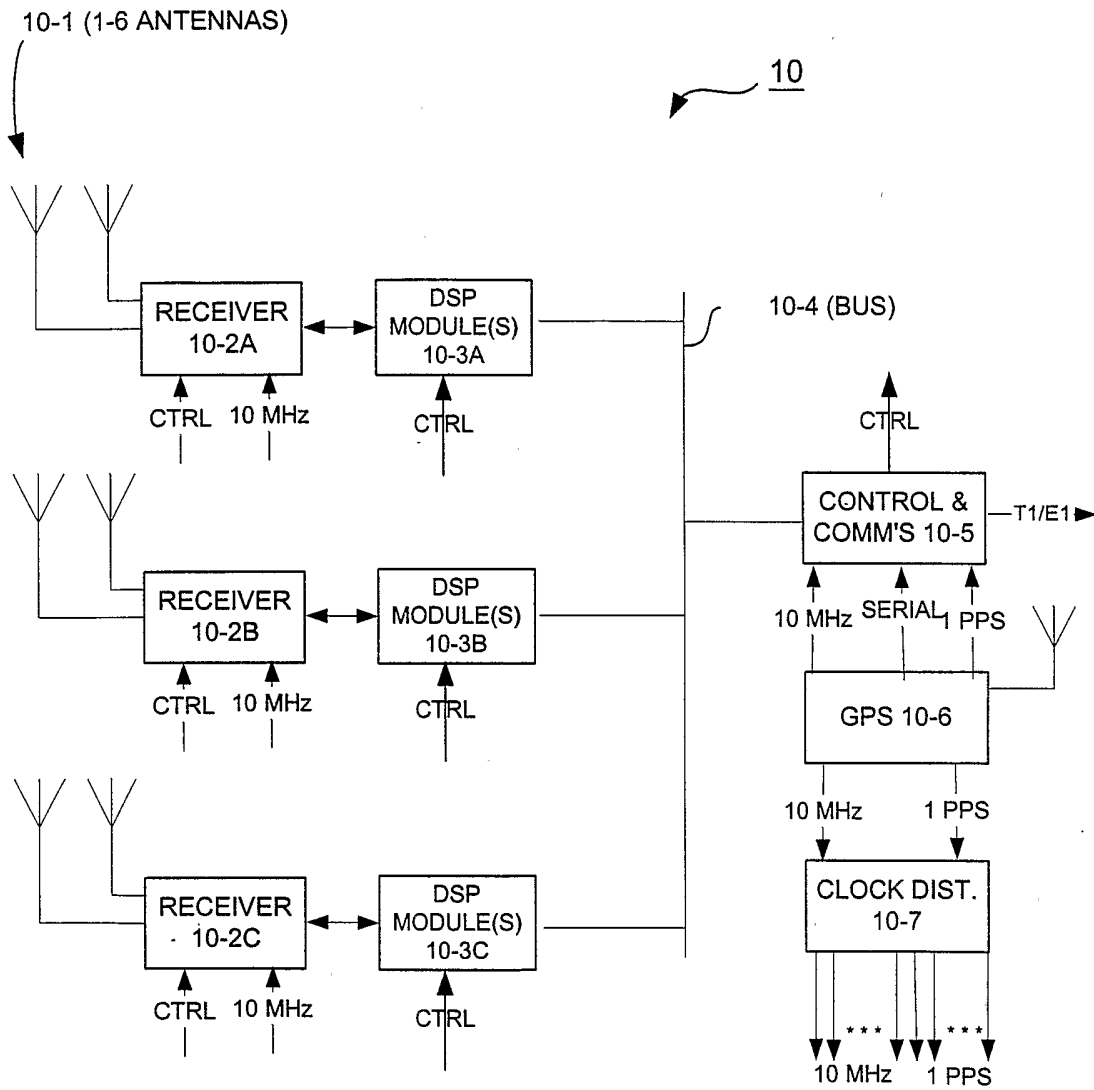 10-1 (1-6 ANTENNAS)
10
RECEIVER
10-2A
DSP
MODULE(S)
10-3A
10-4 (BUS)
CTRL
10 MHz
CTRL
CTRL
CONTROL &
COMM'S 10-5
T1/E1
RECEIVER
10-2B
DSP
MODULE(S)
10-3B
10 MHz
SERIAL
1 PPS
CTRL
10 MHz
CTRL
GPS 10-6
10 MHz
1 PPS
RECEIVER
10-2C
DSP
MODULE(S)
10-3C
CLOCK DIST.
10-7
CTRL
10 MHz
CTRL
*** ***
10 MHz
1 PPS